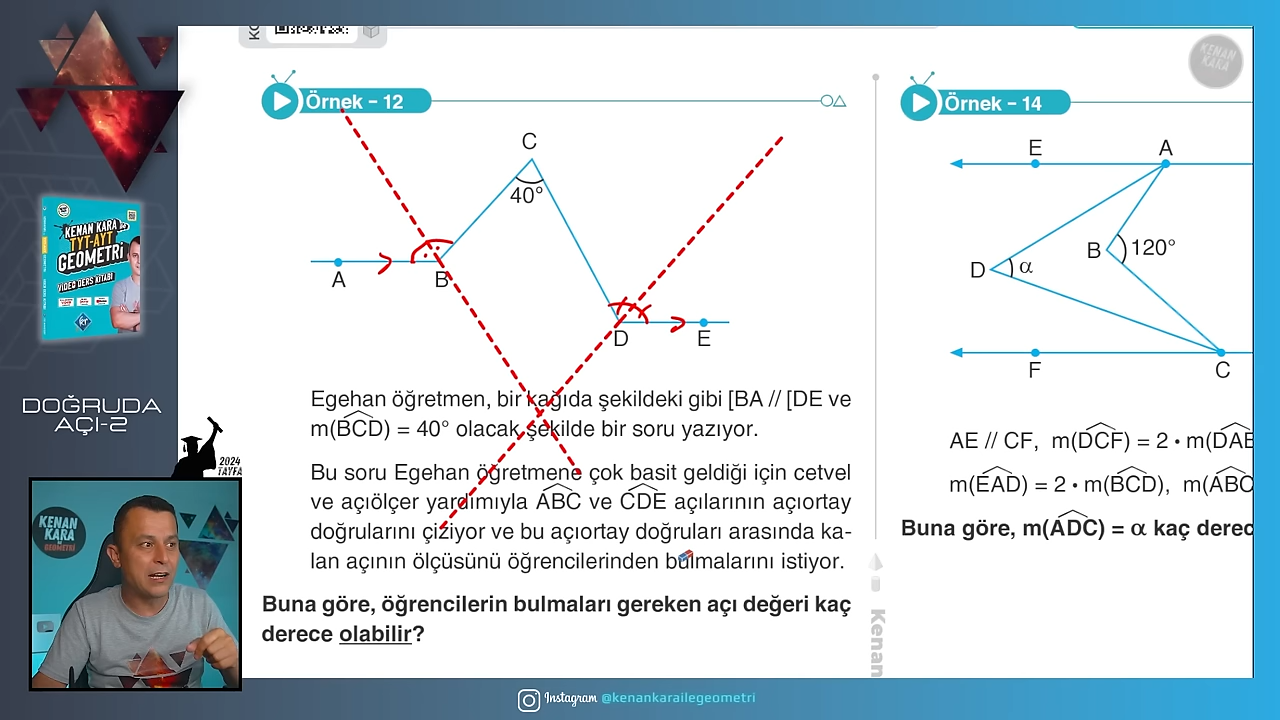 KENAN KARA
TYT-AYT
GEOMETRİ
VİDEO DERS KİTABI
DOĞRUDA
AÇI-2
2024
TAYFA
KENAN
KARA
GEOMETRİ
Örnek – 12
C
40°
A
B
D
E
Egehan öğretmen, bir kağıda şekildeki gibi [BA // [DE ve
m(BCD) = 40° olacak şekilde bir soru yazıyor.
Bu soru Egehan öğretmene çok basit geldiği için cetvel
ve açıölçer yardımıyla ABC ve CDE açılarının açıortay
doğrularını çiziyor ve bu açıortay doğruları arasında ka-
lan açının ölçüsünü öğrencilerinden bulmalarını istiyor.
Buna göre, öğrencilerin bulmaları gereken açı değeri kaç
derece olabilir?
Kenan
KENAN
KARA
Örnek – 14
E
A
B
120°
D
α
F
C
AE // CF, m(DCF) = 2 • m(DAE
m(EAD) = 2 • m(BCD), m(ABC
Buna göre, m(ADC) = α kaç derec
Instagram @kenankarailegeometri